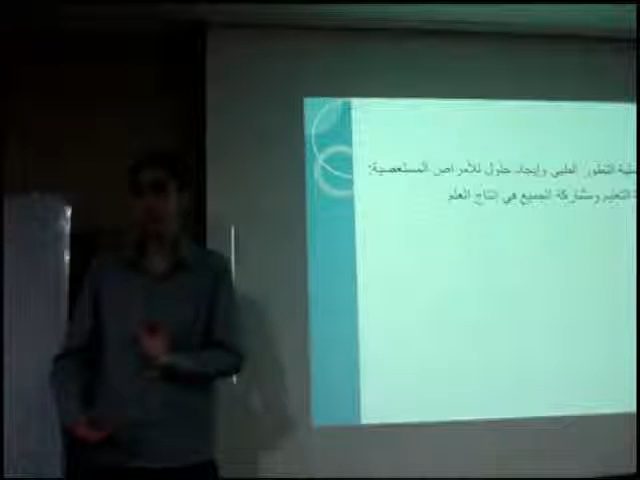 التطور الطبي وإيجاد حلول للأمراض المستعصية:
التعليم ومشاركة الجميع في إنتاج العلم